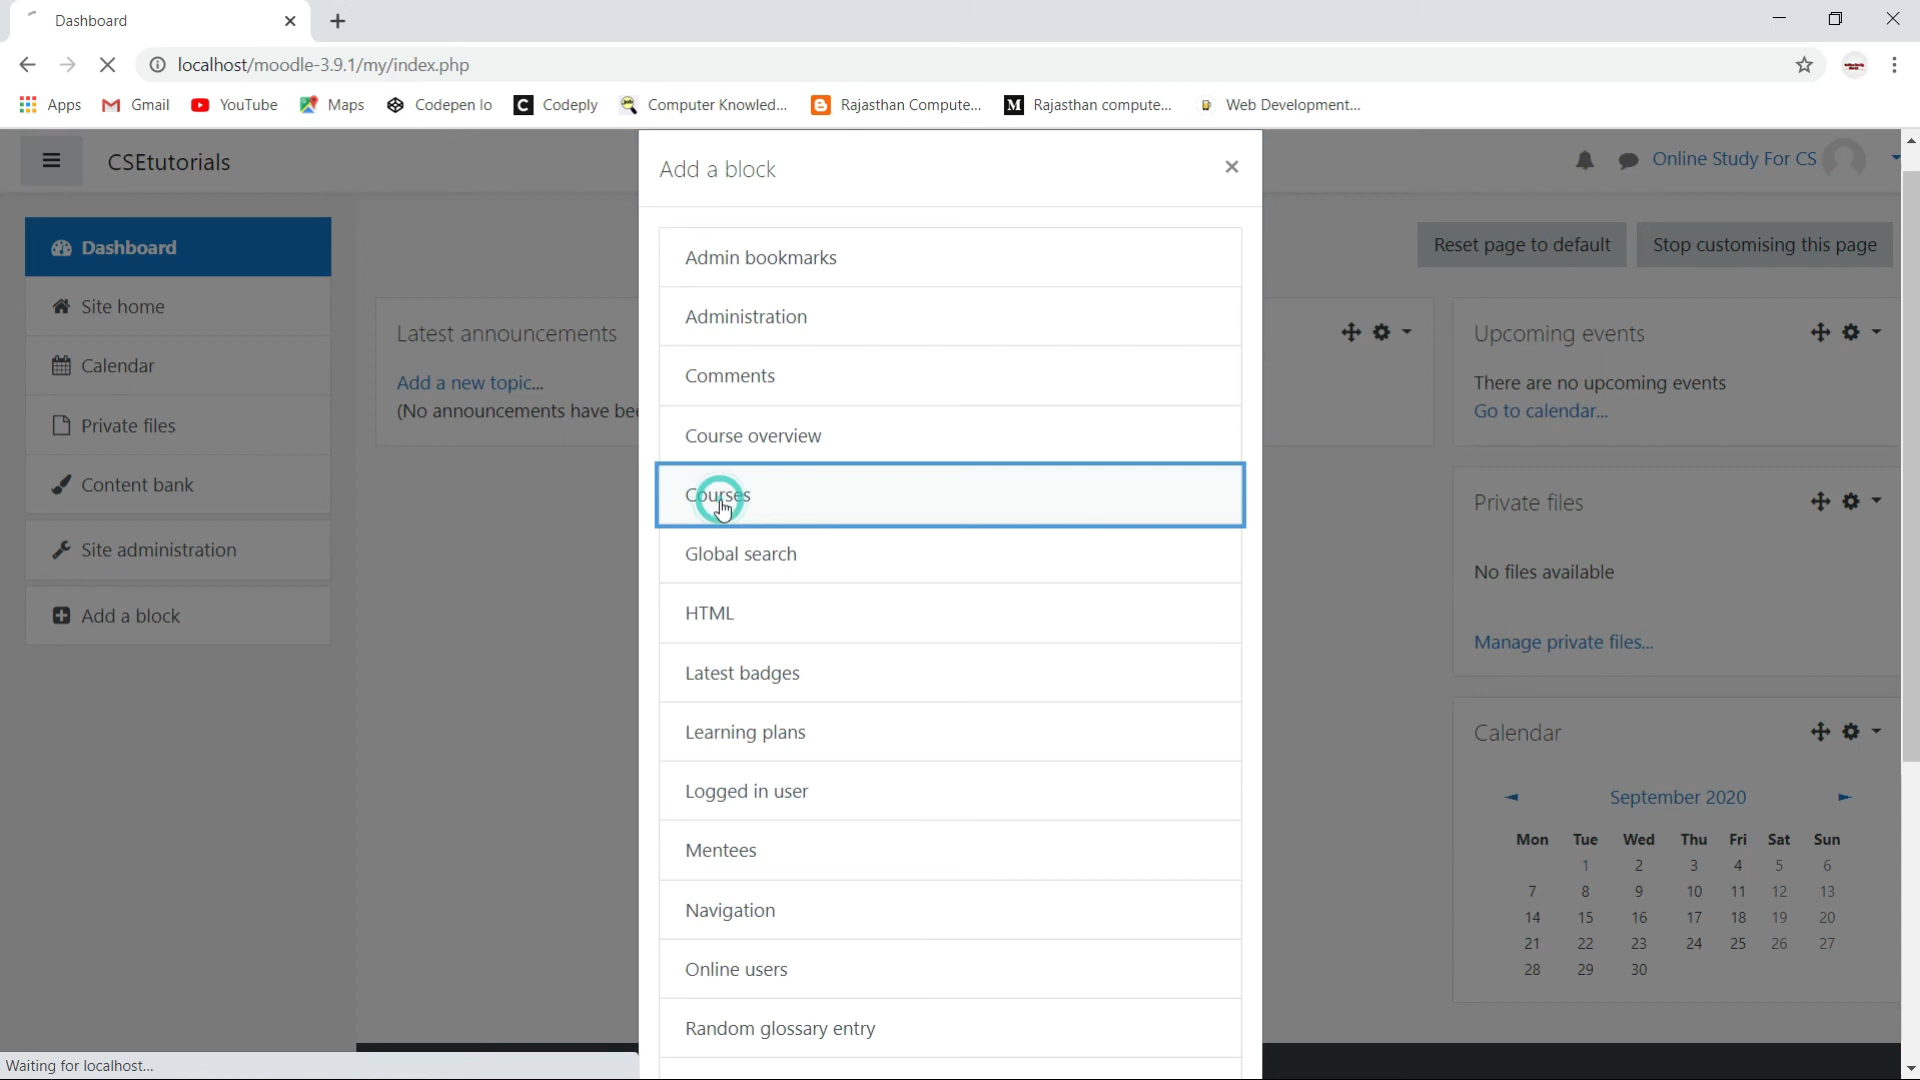 Dashboard
localhost/moodle-3.9.1/my/index.php
Apps Gmail YouTube Maps Codepen Io Codeply Computer Knowled... Rajasthan Compute... Rajasthan compute... Web Development...
CSEtutorials
Online Study For CS
Dashboard
Site home
Calendar
Private files
Content bank
Site administration
Add a block
Reset page to default
Stop customising this page
Latest announcements
Add a new topic...
(No announcements have bee
Add a block
Admin bookmarks
Administration
Comments
Course overview
Courses
Global search
HTML
Latest badges
Learning plans
Logged in user
Mentees
Navigation
Online users
Random glossary entry
Upcoming events
There are no upcoming events
Go to calendar...
Private files
No files available
Manage private files...
Calendar
◄ September 2020 ►
Mon Tue Wed Thu Fri Sat Sun
1 2 3 4 5 6
7 8 9 10 11 12 13
14 15 16 17 18 19 20
21 22 23 24 25 26 27
28 29 30
Waiting for localhost...